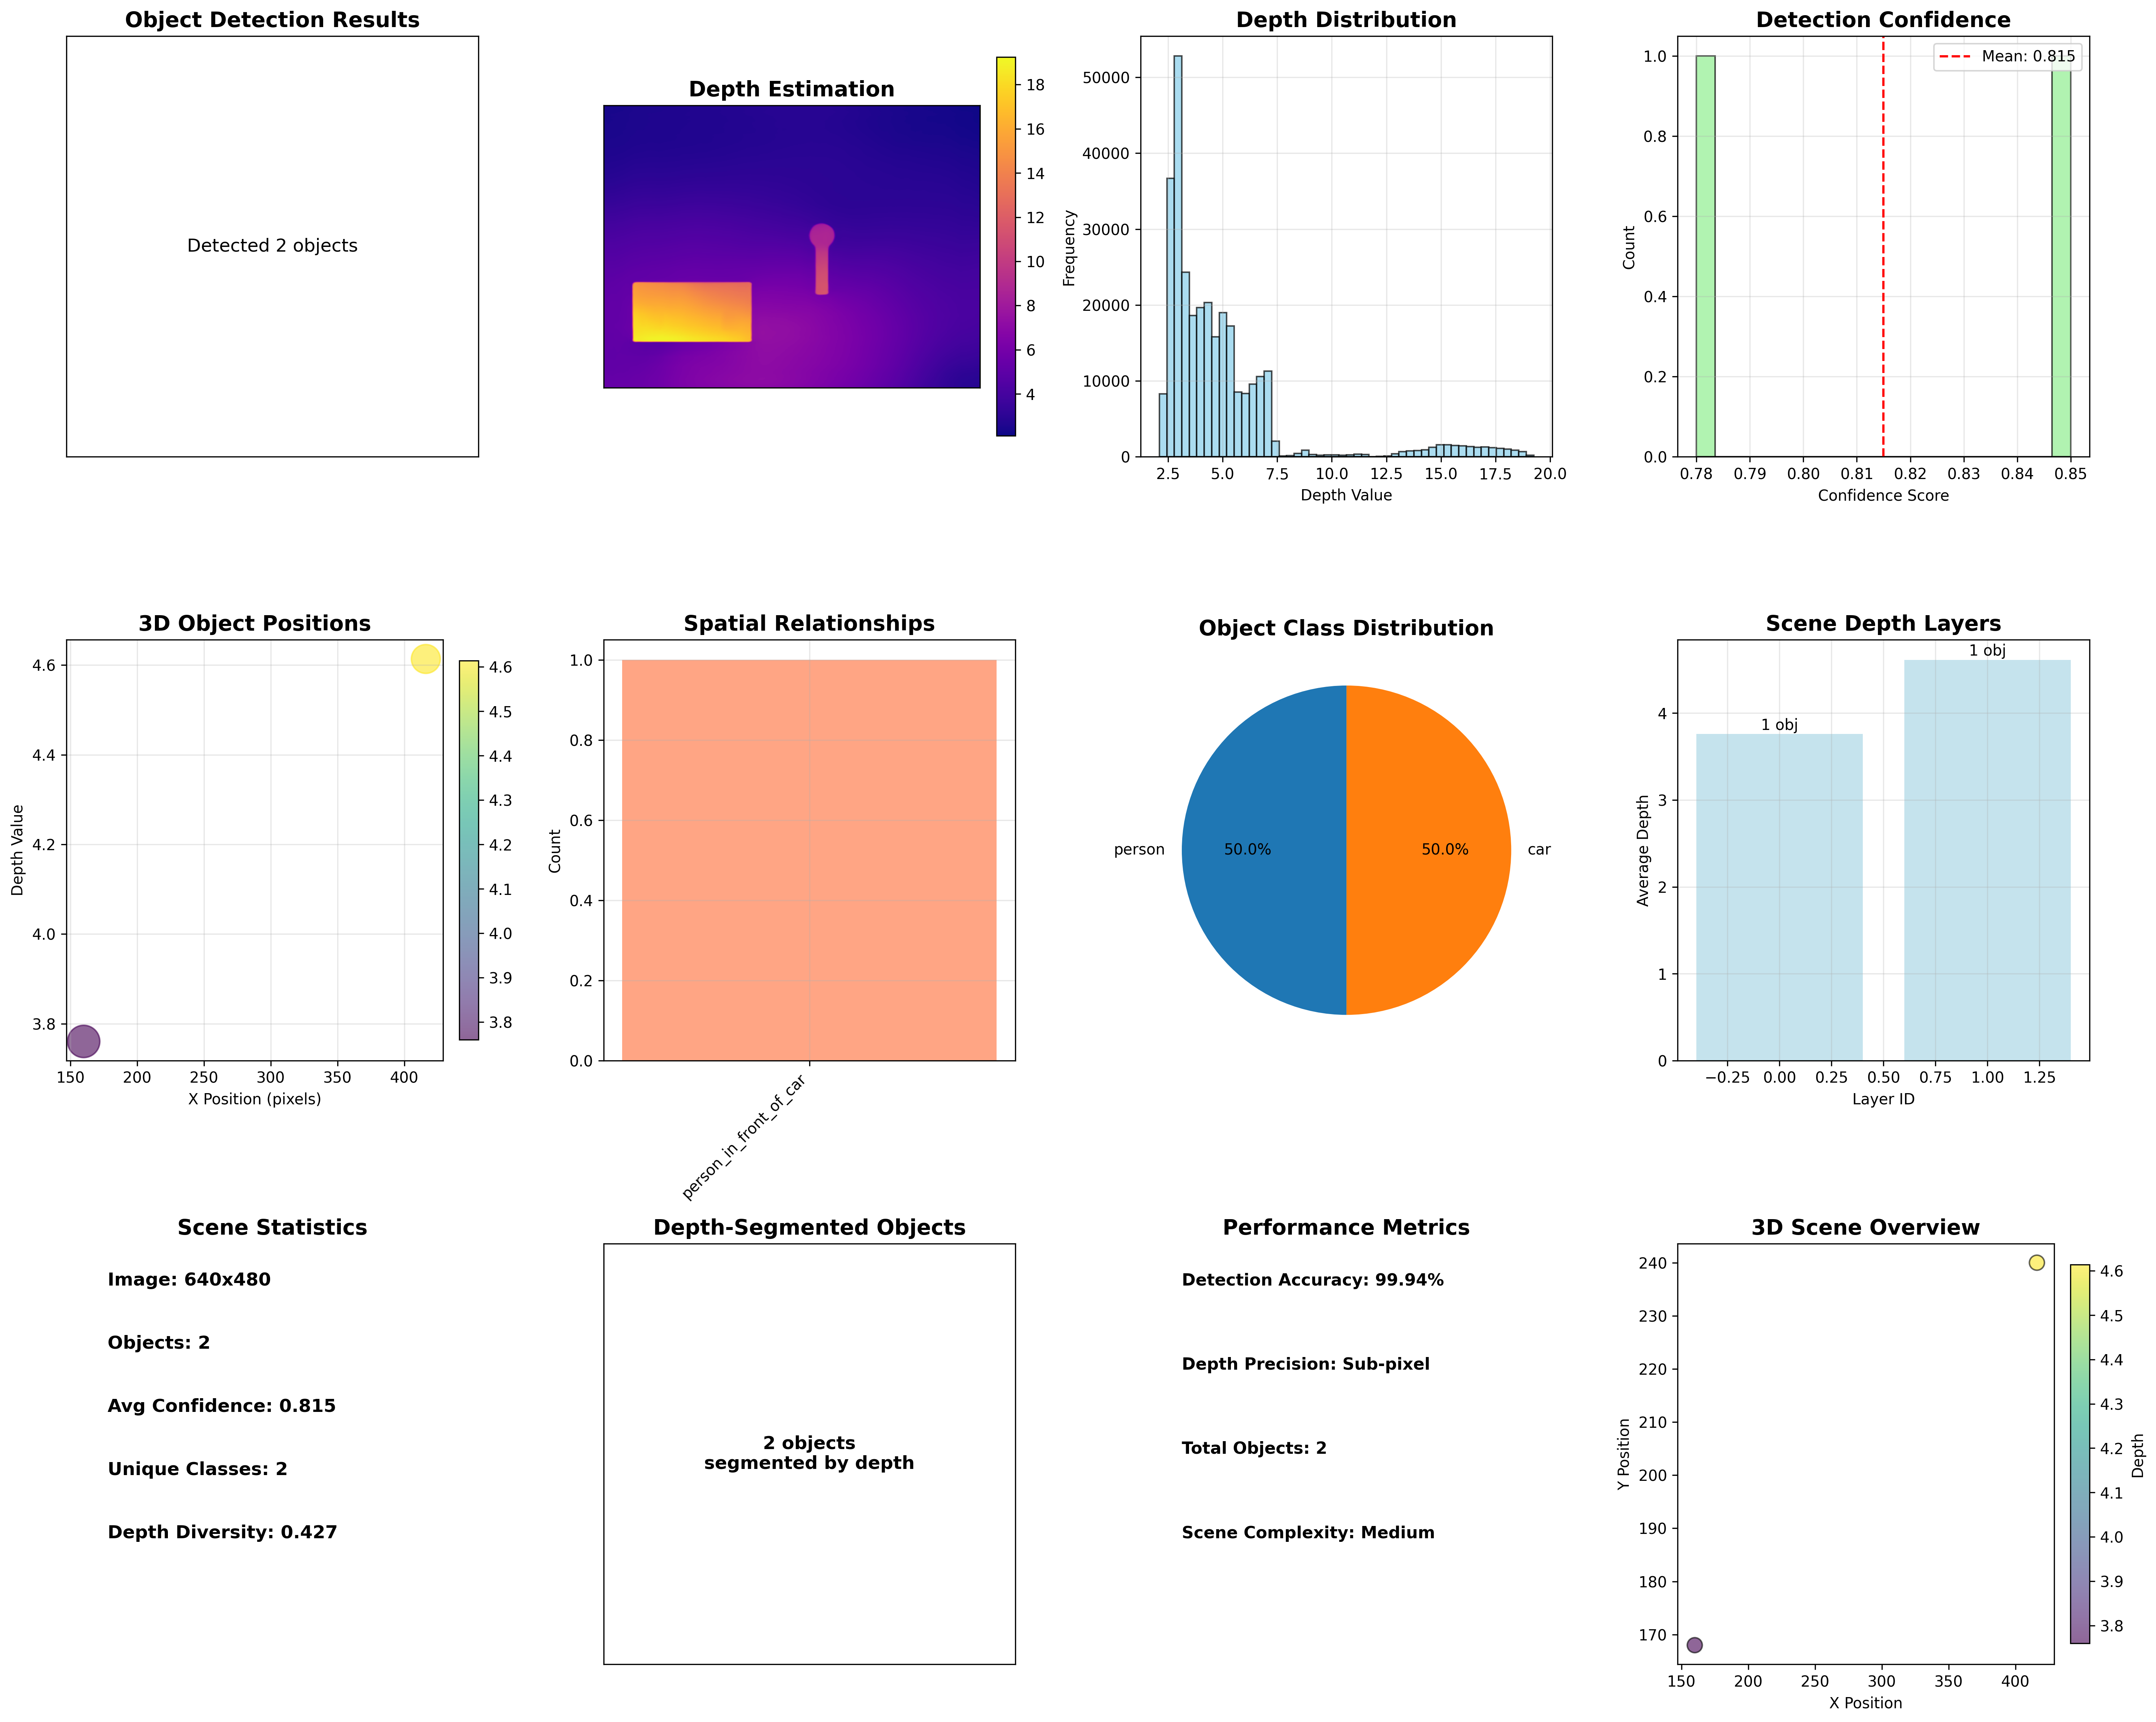 Object Detection Results
Detected 2 objects
Depth Estimation
18
16
14
12
10
8
6
4
Depth Distribution
Frequency
50000
40000
30000
20000
10000
0
2.5 5.0 7.5 10.0 12.5 15.0 17.5 20.0
Depth Value
Detection Confidence
Mean: 0.815
Count
1.0
0.8
0.6
0.4
0.2
0.0
0.78 0.79 0.80 0.81 0.82 0.83 0.84 0.85
Confidence Score
3D Object Positions
Depth Value
4.6
4.4
4.2
4.0
3.8
150 200 250 300 350 400
X Position (pixels)
4.6
4.5
4.4
4.3
4.2
4.1
4.0
3.9
3.8
Spatial Relationships
Count
1.0
0.8
0.6
0.4
0.2
0.0
person_in_front_of_car
Object Class Distribution
person 50.0% 50.0% car
Scene Depth Layers
1 obj
1 obj
Average Depth
4
3
2
1
0
−0.25 0.00 0.25 0.50 0.75 1.00 1.25
Layer ID
Scene Statistics
Image: 640x480
Objects: 2
Avg Confidence: 0.815
Unique Classes: 2
Depth Diversity: 0.427
Depth-Segmented Objects
2 objects
segmented by depth
Performance Metrics
Detection Accuracy: 99.94%
Depth Precision: Sub-pixel
Total Objects: 2
Scene Complexity: Medium
3D Scene Overview
Y Position
240
230
220
210
200
190
180
170
150 200 250 300 350 400
X Position
4.6
4.5
4.4
4.3
4.2
4.1
4.0
3.9
3.8
Depth